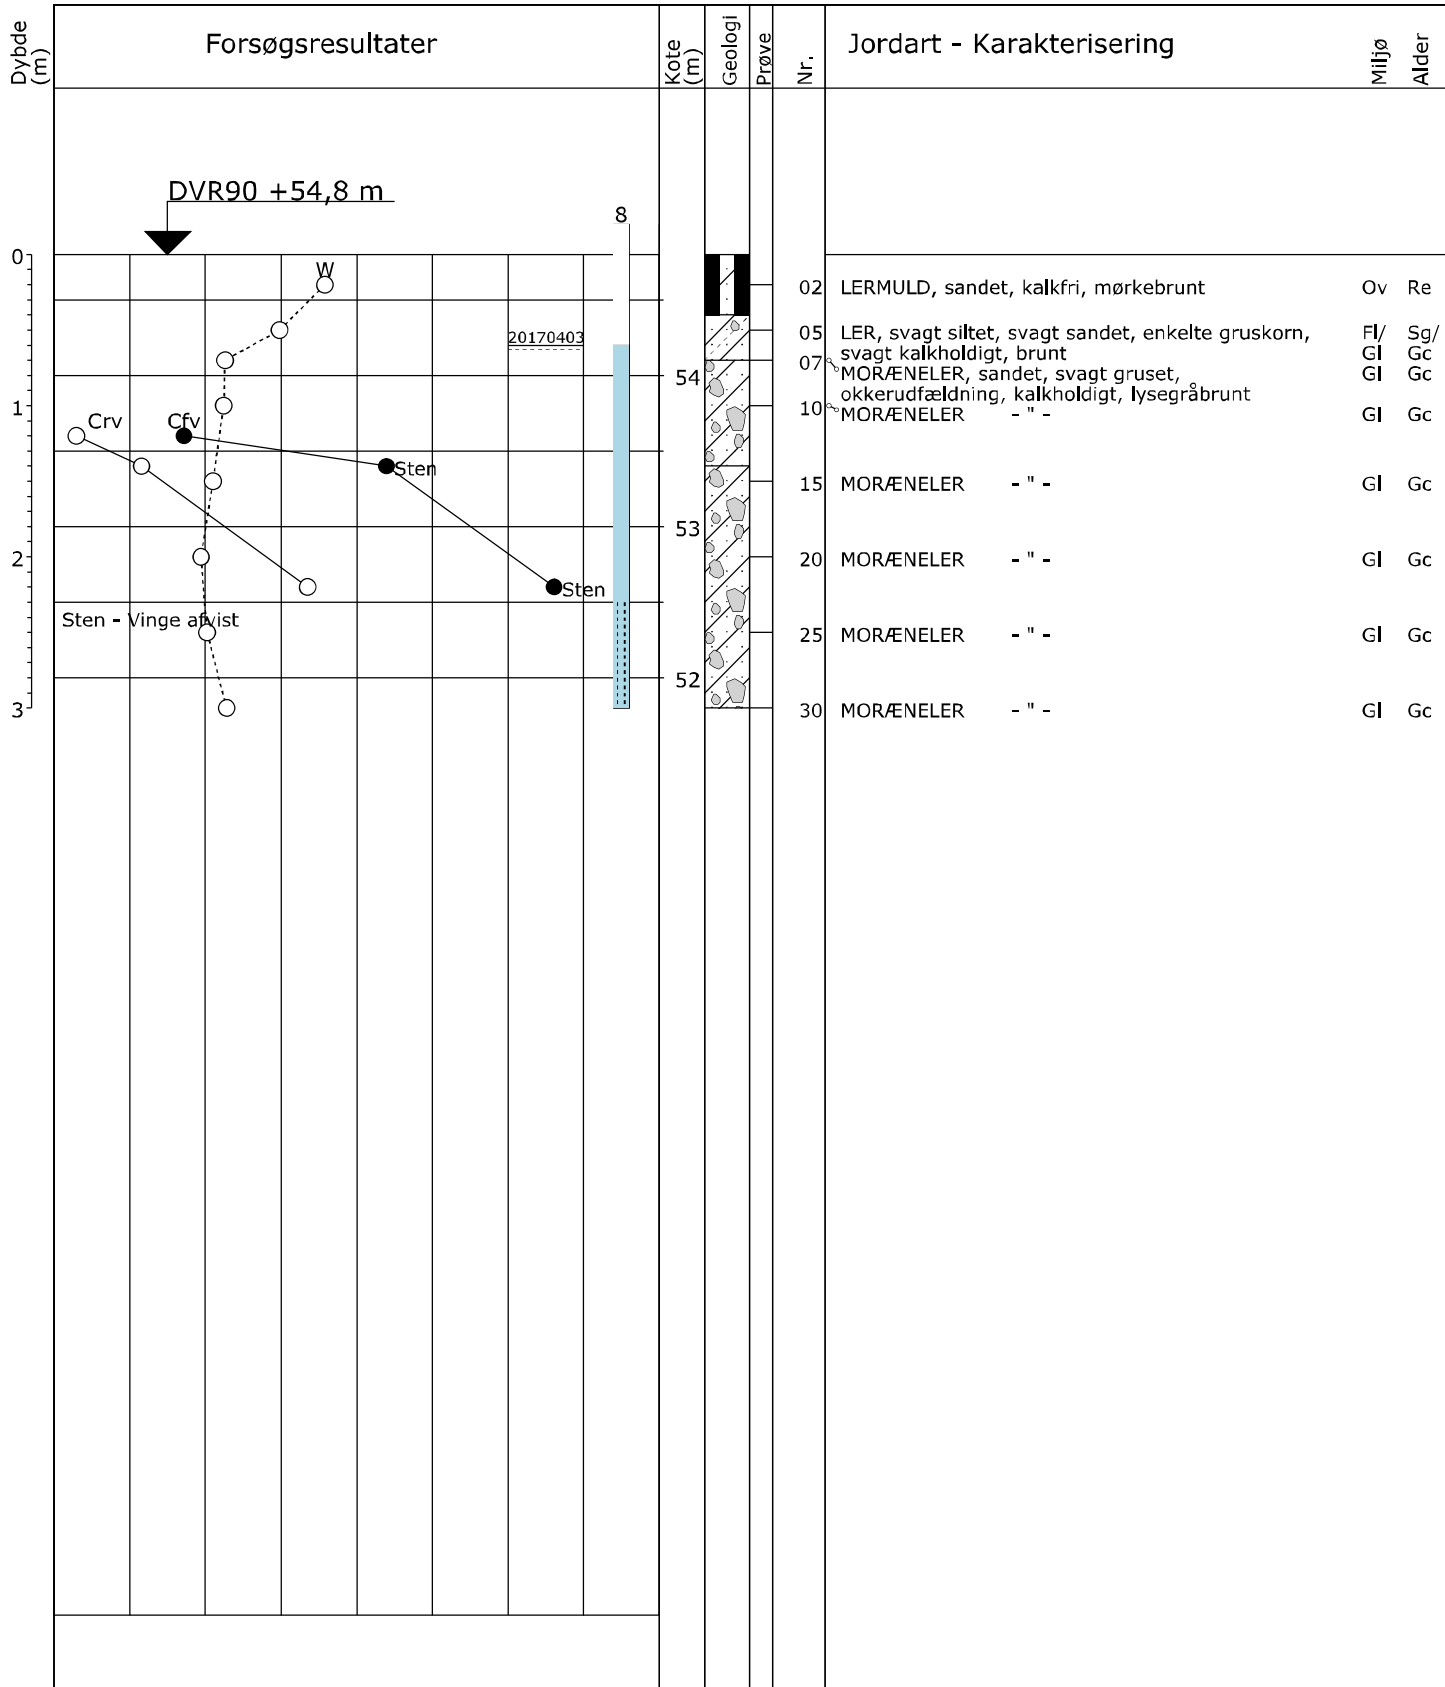 Dybde (m)
Forsøgsresultater
Kote (m)
Geologi
Prøve
Nr.
Jordart - Karakterisering
Miljø
Alder
DVR90 +54,8 m
8
0
W
02 LERMULD, sandet, kalkfri, mørkebrunt Ov Re
20170403
05 LER, svagt siltet, svagt sandet, enkelte gruskorn, Fl/ Sg/
svagt kalkholdigt, brunt Gl Gc
07 MORÆNELER, sandet, svagt gruset, Gl Gc
54
okkerudfældning, kalkholdigt, lysegråbrunt
1
10 MORÆNELER - " - Gl Gc
Crv Cfv
Sten
15 MORÆNELER - " - Gl Gc
53
2
20 MORÆNELER - " - Gl Gc
Sten
Sten - Vinge afvist
25 MORÆNELER - " - Gl Gc
52
3
30 MORÆNELER - " - Gl Gc